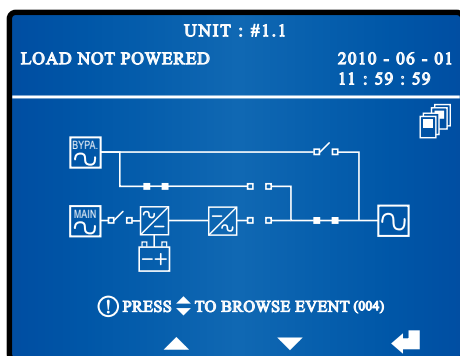 UNIT : #1.1
LOAD NOT POWERED
2010 - 06 - 01
11 : 59 : 59
BYPA.
MAIN
! PRESS TO BROWSE EVENT (004)